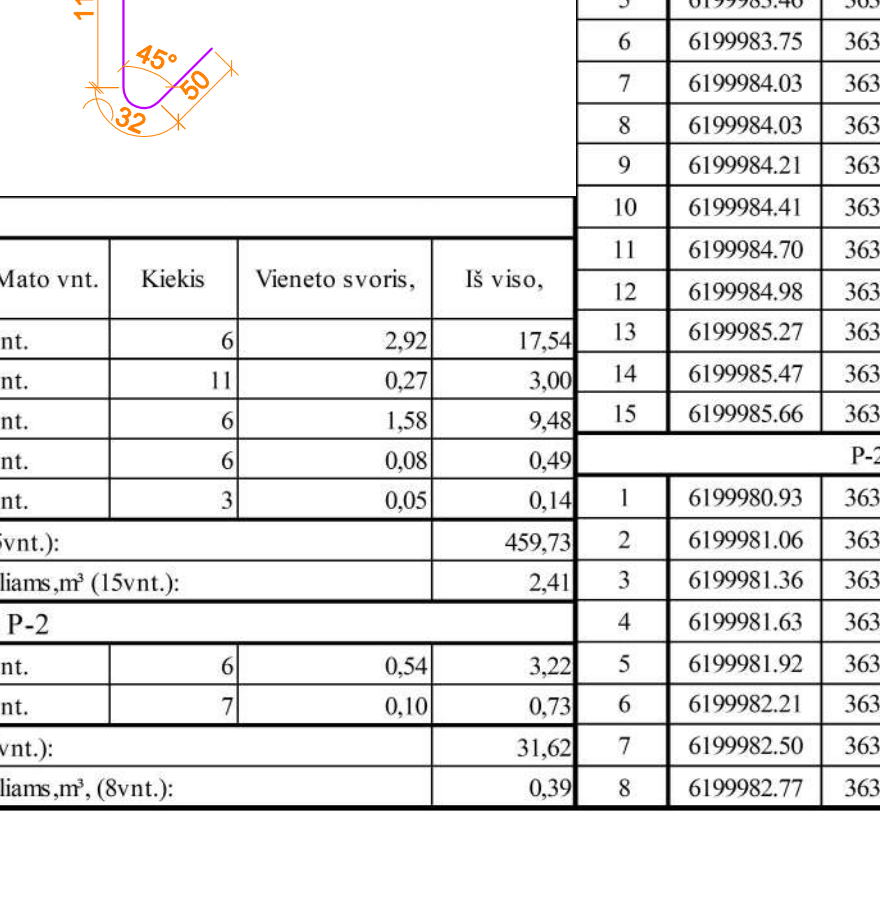 45°
50
32
Mato vnt. Kiekis Vieneto svoris, Iš viso,
nt. 6 2,92 17,54
nt. 11 0,27 3,00
nt. 6 1,58 9,48
nt. 6 0,08 0,49
nt. 3 0,05 0,14
vnt.): 459,73
liams,m³ (15vnt.): 2,41
P-2
nt. 6 0,54 3,22
nt. 7 0,10 0,73
vnt.): 31,62
liams,m³, (8vnt.): 0,39
6 6199983.75 363
7 6199984.03 363
8 6199984.03 363
9 6199984.21 363
10 6199984.41 363
11 6199984.70 363
12 6199984.98 363
13 6199985.27 363
14 6199985.47 363
15 6199985.66 363
P-2
1 6199980.93 363
2 6199981.06 363
3 6199981.36 363
4 6199981.63 363
5 6199981.92 363
6 6199982.21 363
7 6199982.50 363
8 6199982.77 363